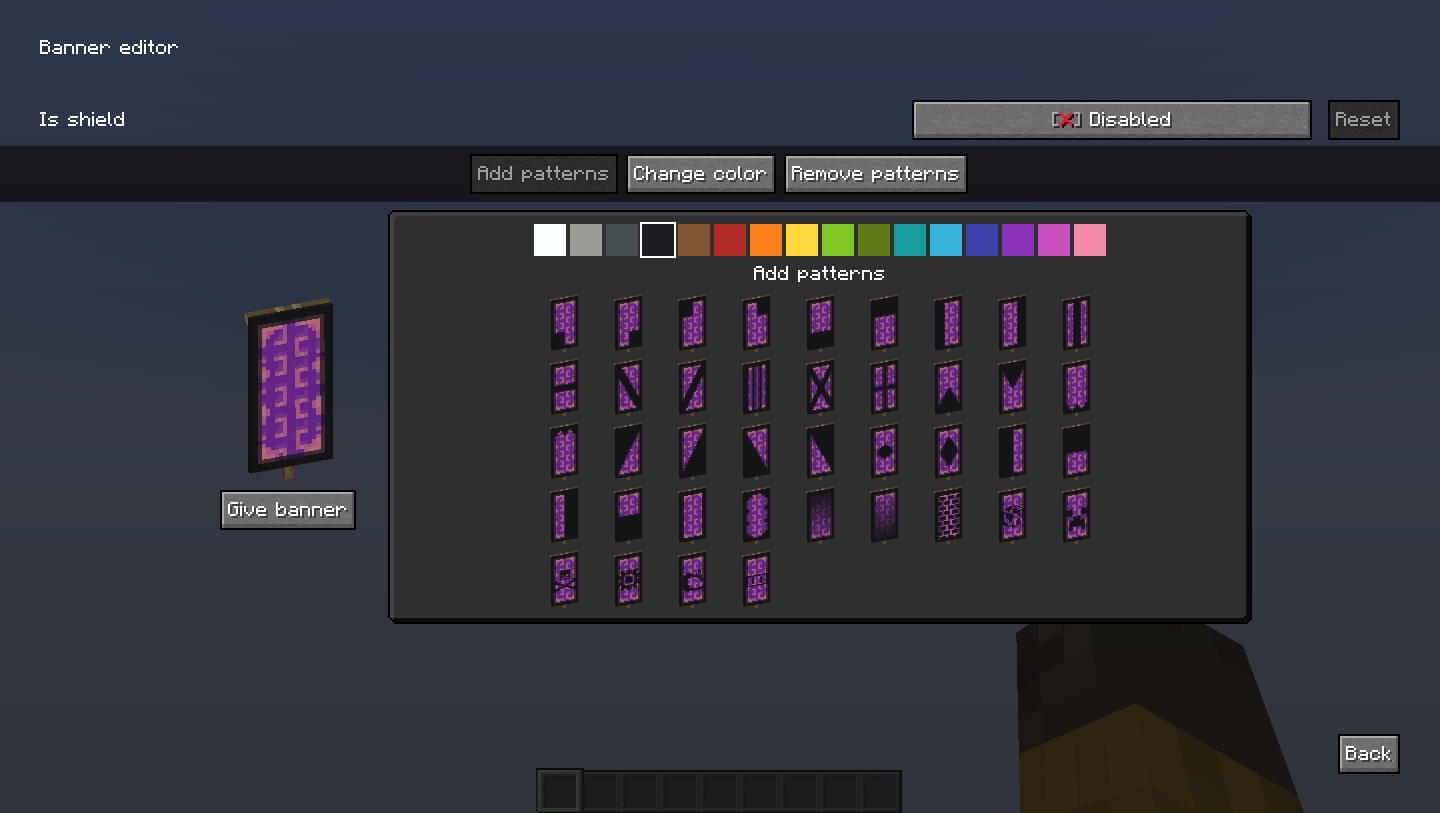 Banner editor
Is shield
Disabled
Reset
Add patterns
Change color
Remove patterns
Add patterns
Give banner
Back